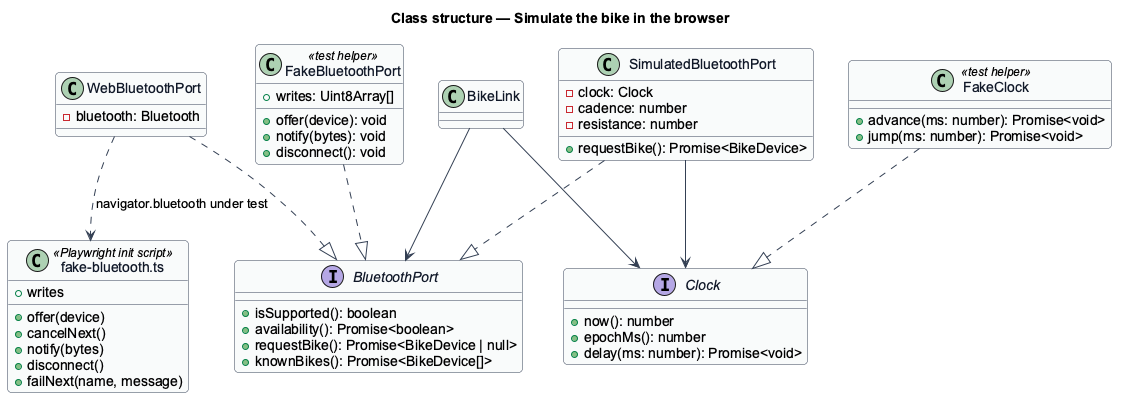 Class structure — Simulate the bike in the browser
C WebBluetoothPort
bluetooth: Bluetooth
«test helper»
C FakeBluetoothPort
writes: Uint8Array[]
offer(device): void
notify(bytes): void
disconnect(): void
C BikeLink
C SimulatedBluetoothPort
clock: Clock
cadence: number
resistance: number
requestBike(): Promise<BikeDevice>
«test helper»
C FakeClock
advance(ms: number): Promise<void>
jump(ms: number): Promise<void>
navigator.bluetooth under test
«Playwright init script»
C fake-bluetooth.ts
writes
offer(device)
cancelNext()
notify(bytes)
disconnect()
failNext(name, message)
I BluetoothPort
isSupported(): boolean
availability(): Promise<boolean>
requestBike(): Promise<BikeDevice | null>
knownBikes(): Promise<BikeDevice[]>
I Clock
now(): number
epochMs(): number
delay(ms: number): Promise<void>